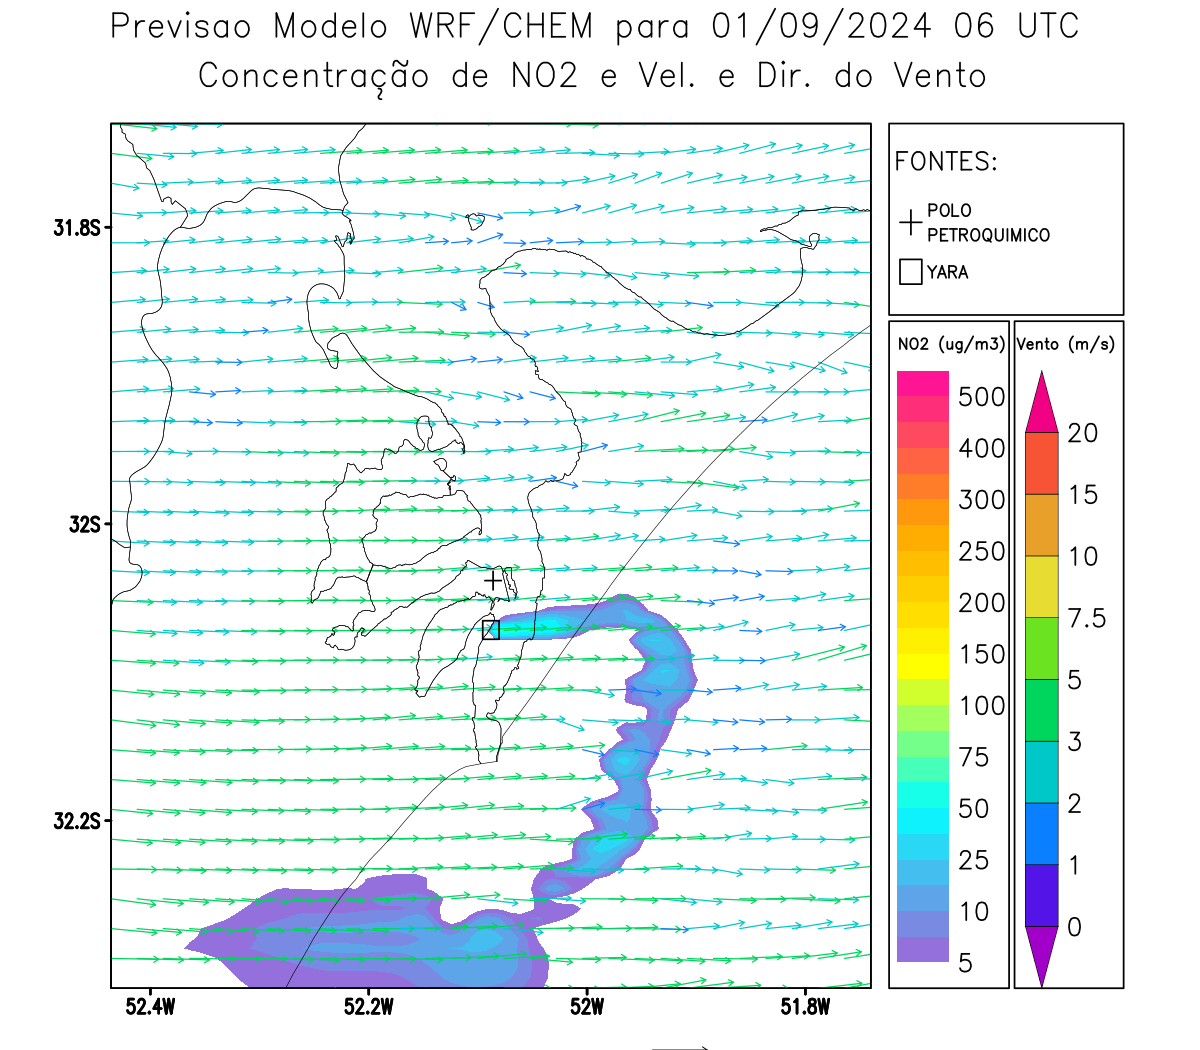 Previsao Modelo WRF/CHEM para 01/09/2024 06 UTC
Concentração de NO2 e Vel. e Dir. do Vento
FONTES:
POLO
PETROQUIMICO
YARA
NO2 (ug/m3)
500
400
300
250
200
150
100
75
50
25
10
5
Vento (m/s)
20
15
10
7.5
5
3
2
1
0
31.8S
32S
32.2S
52.4W
52.2W
52W
51.8W